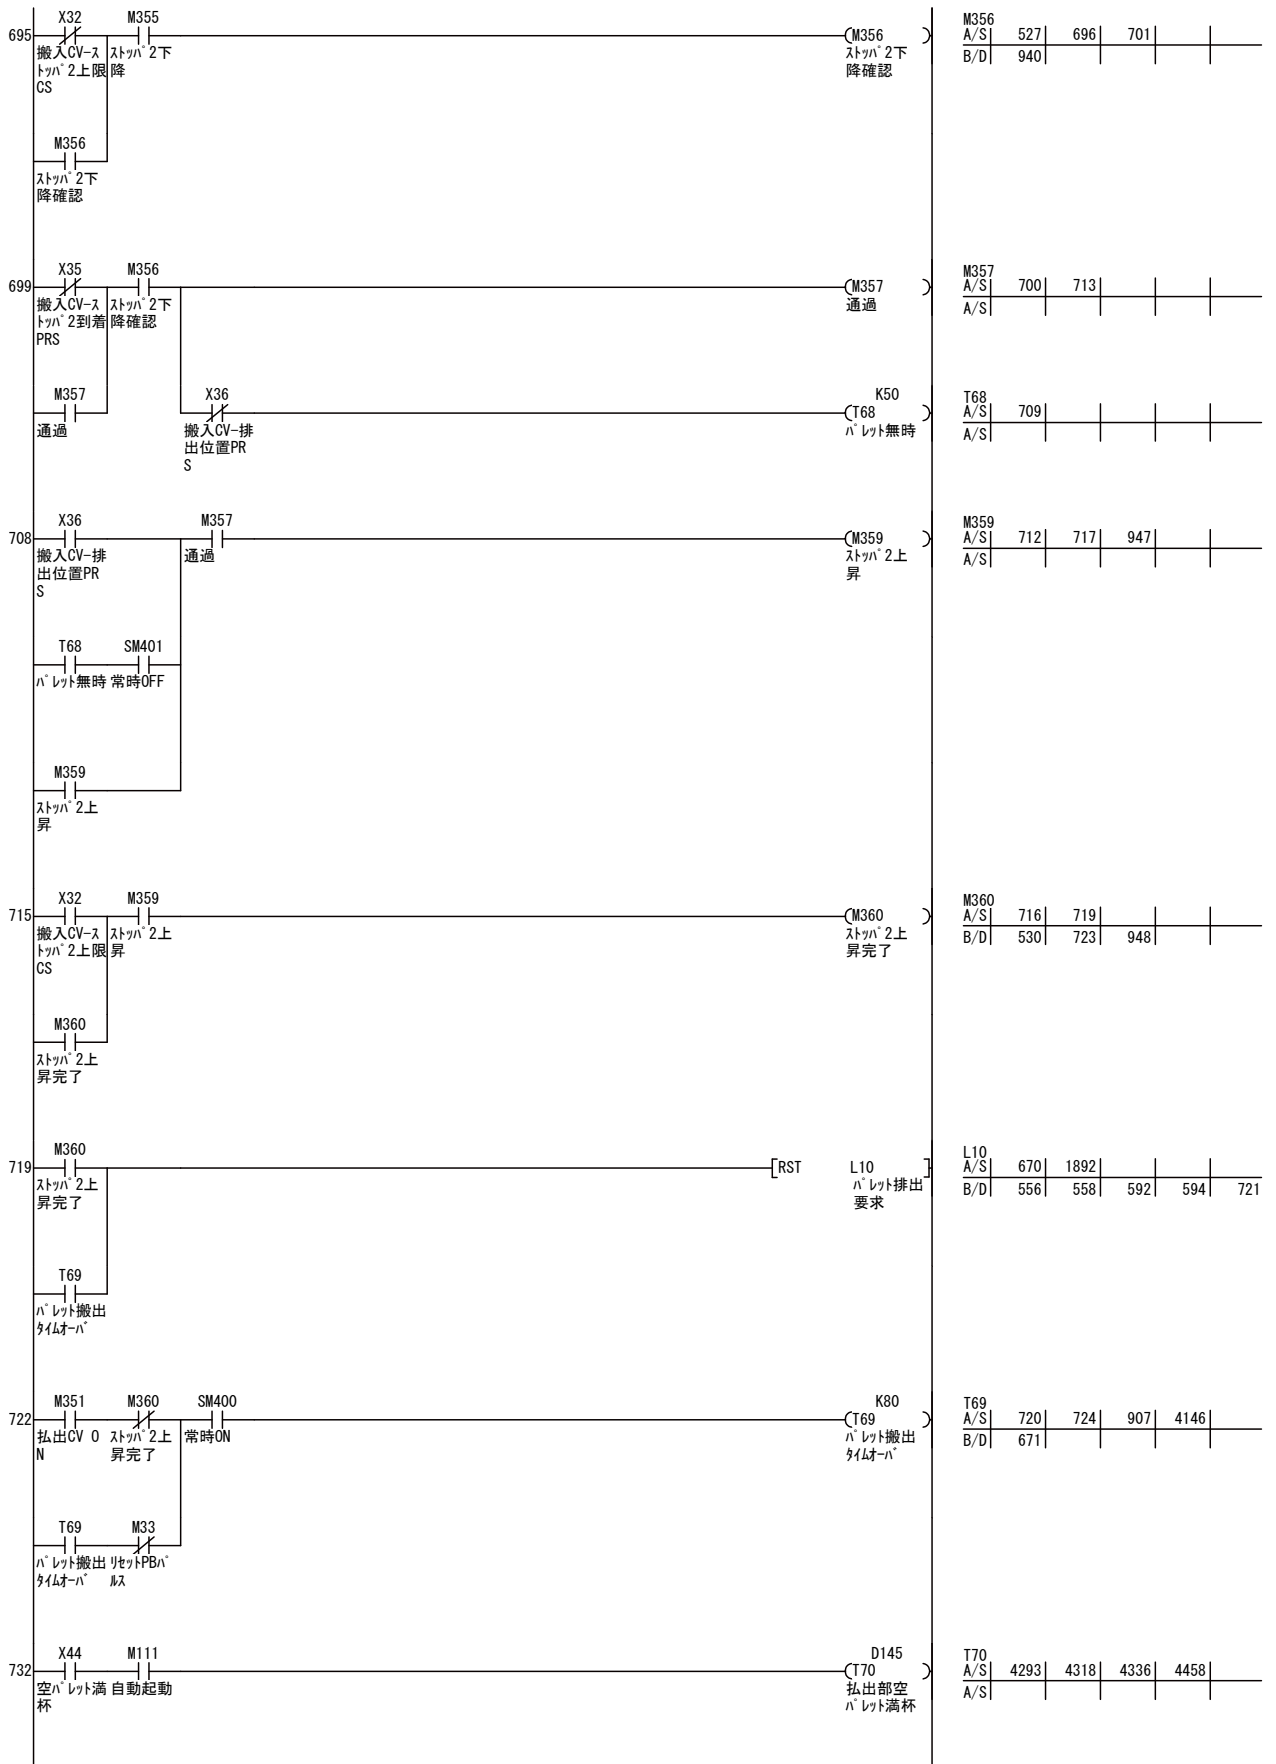 X32 M355
695 (M356 )
搬入CV-ス ストッパ2下
トッパ2上限 降
CS
ストッパ2下
降確認
M356
A/S 527 696 701
B/D 940
M356
ストッパ2下
降確認
X35 M356
699 (M357 )
搬入CV-ス ストッパ2下
トッパ2到着 降確認
PRS
通過
M357
A/S 700 713
A/S
M357 X36 K50
(T68 )
通過 搬入CV-排
出位置PR
S
パレット無時
T68
A/S 709
A/S
X36 M357
708 (M359 )
搬入CV-排 通過
出位置PR
S
ストッパ2上
昇
M359
A/S 712 717 947
A/S
T68 SM401
パレット無時 常時OFF
M359
ストッパ2上
昇
X32 M359
715 (M360 )
搬入CV-ス ストッパ2上
トッパ2上限 昇
CS
ストッパ2上
昇完了
M360
A/S 716 719
B/D 530 723 948
M360
ストッパ2上
昇完了
M360
719 [RST L10 ]
ストッパ2上
昇完了
パレット排出
要求
L10
A/S 670 1892
B/D 556 558 592 594 721
T69
パレット搬出
タイムオーバ
M351 M360 SM400 K80
722 (T69 )
払出CV O ストッパ2上 常時ON
N 昇完了
パレット搬出
タイムオーバ
T69
A/S 720 724 907 4146
B/D 671
T69 M33
パレット搬出 リセットPBパ
タイムオーバ ルス
X44 M111 D145
732 (T70 )
空パレット満 自動起動
杯
払出部空
パレット満杯
T70
A/S 4293 4318 4336 4458
A/S